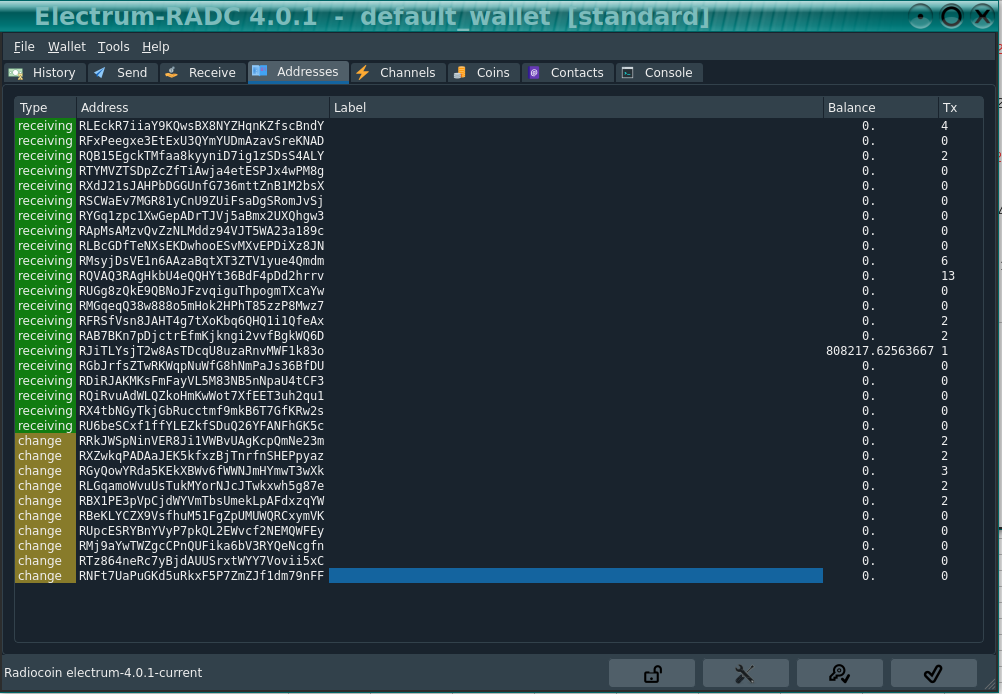 Electrum-RADC 4.0.1 - default_wallet [standard]
File Wallet Tools Help
History Send Receive Addresses Channels Coins Contacts Console
Type Address Label Balance Tx
receiving RLEckR7iiaY9KQwsBX8NYZHqnKZfscBndY 0. 4
receiving RFxPeegxe3EtExU3QYmYUDmAzavSreKNAD 0. 0
receiving RQB15EgckTMfaa8kyyniD7ig1zSDsS4ALY 0. 2
receiving RTYMVZTSDpZcZfTiAwja4etESPJx4wPM8g 0. 0
receiving RXdJ21sJAHPbDGGUnfG736mttZnB1M2bsX 0. 0
receiving RSCWaEv7MGR81yCnU9ZUiFsaDgSRomJvSj 0. 0
receiving RYGq1zpc1XwGepADrTJVj5aBmx2UXQhgw3 0. 0
receiving RApMsAMzvQvZzNLMddz94VJT5WA23a189c 0. 0
receiving RLBcGDfTeNXsEKDwhooESvMXvEPDiXz8JN 0. 0
receiving RMsyjDsVE1n6AAzaBqtXT3ZTV1yue4Qmdm 0. 6
receiving RQVAQ3RAgHkbU4eQQHYt36BdF4pDd2hrrv 0. 13
receiving RUGg8zQkE9QBNoJFzvqiguThpogmTXcaYw 0. 0
receiving RMGqeqQ38w888o5mHok2HPhT85zzP8Mwz7 0. 0
receiving RFRSfVsn8JAHT4g7tXoKbq6QHQ1i1QfeAx 0. 2
receiving RAB7BKn7pDjctrEfmKjkngi2vvfBgkWQ6D 0. 2
receiving RJiTLYsjT2w8AsTDcqU8uzaRnvMWF1k83o 808217.62563667 1
receiving RGbJrfsZTwRKWqpNuWfG8hNmPaJs36BfDU 0. 0
receiving RDiRJAKMKsFmFayVL5M83NB5nNpaU4tCF3 0. 0
receiving RQiRvuAdWLQZkoHmKwWot7XfEET3uh2qu1 0. 0
receiving RX4tbNGyTkjGbRucctmf9mkB6T7GfKRw2s 0. 0
receiving RU6beSCxf1ffYLEZkfSDuQ26YFANFhGK5c 0. 0
change RRkJWSpNinVER8Ji1VWBvUAgKcpQmNe23m 0. 2
change RXZwkqPADAaJEK5kfxzBjTnrfnSHEPpyaz 0. 2
change RGyQowYRda5KEkXBWv6fWWNJmHYmwT3wXk 0. 3
change RLGqamoWvuUsTukMYorNJcJTwkxwh5g87e 0. 2
change RBX1PE3pVpCjdWYVmTbsUmekLpAFdxzqYW 0. 2
change RBeKLYCZX9VsfhuM51FgZpUMUWQRCxymVK 0. 0
change RUpcESRYBnYVyP7pkQL2EWvcf2NEMQWFEy 0. 0
change RMj9aYwTWZgcCPnQUFika6bV3RYQeNcgfn 0. 0
change RTz864neRc7yBjdAUUSrxtWYY7Vovii5xC 0. 0
change RNFt7UaPuGKd5uRkxF5P7ZmZJf1dm79nFF 0. 0
Radiocoin electrum-4.0.1-current